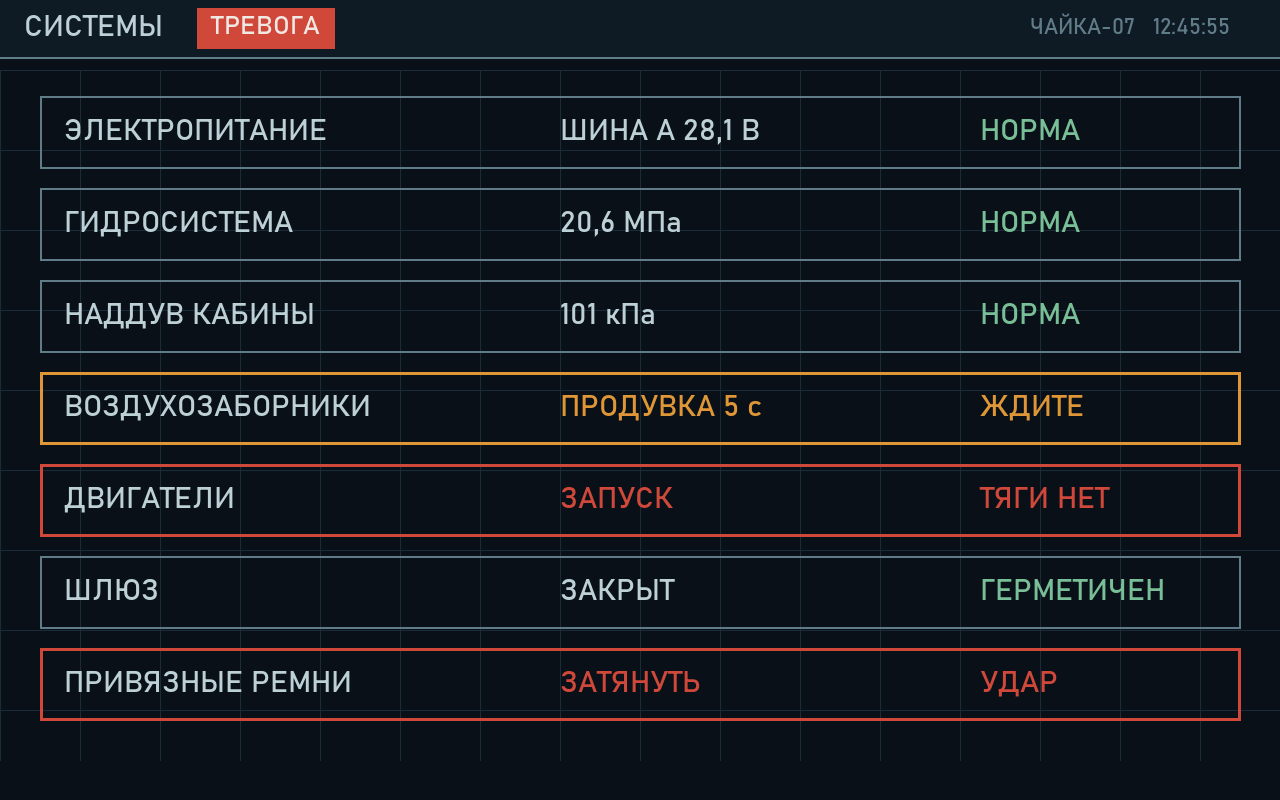 СИСТЕМЫ ТРЕВОГА ЧАЙКА-07 12:45:55
ЭЛЕКТРОПИТАНИЕ ШИНА А 28,1 В НОРМА
ГИДРОСИСТЕМА 20,6 МПа НОРМА
НАДДУВ КАБИНЫ 101 кПа НОРМА
ВОЗДУХОЗАБОРНИКИ ПРОДУВКА 5 с ЖДИТЕ
ДВИГАТЕЛИ ЗАПУСК ТЯГИ НЕТ
ШЛЮЗ ЗАКРЫТ ГЕРМЕТИЧЕН
ПРИВЯЗНЫЕ РЕМНИ ЗАТЯНУТЬ УДАР